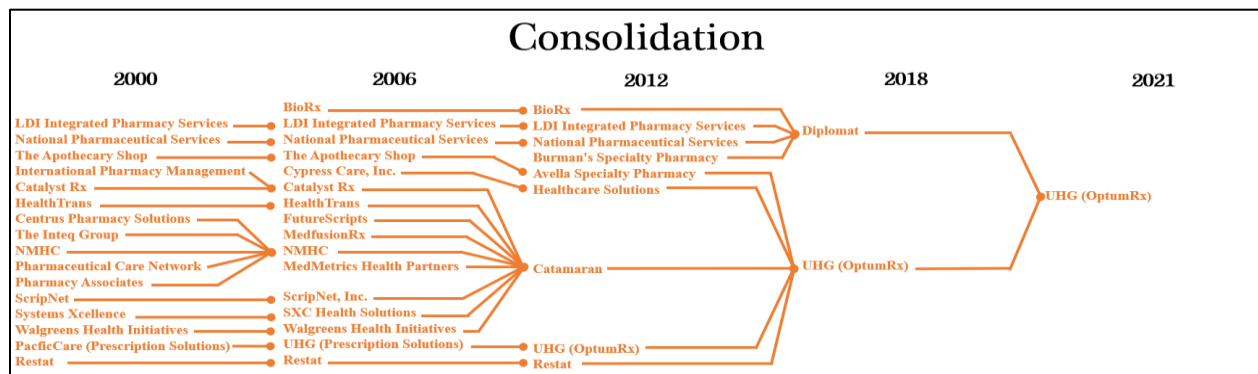 Consolidation
2000 2006 2012 2018 2021
BioRx BioRx
LDI Integrated Pharmacy Services LDI Integrated Pharmacy Services LDI Integrated Pharmacy Services Diplomat
National Pharmaceutical Services National Pharmaceutical Services National Pharmaceutical Services
The Apothecary Shop The Apothecary Shop Burman's Specialty Pharmacy
International Pharmacy Management Cypress Care, Inc. Avella Specialty Pharmacy
Catalyst Rx Catalyst Rx Healthcare Solutions UHG (OptumRx)
HealthTrans HealthTrans
Centrus Pharmacy Solutions FutureScripts
The Inteq Group MedfusionRx
NMHC NMHC
Pharmaceutical Care Network MedMetrics Health Partners Catamaran UHG (OptumRx)
Pharmacy Associates
ScripNet ScripNet, Inc.
Systems Xcellence SXC Health Solutions
Walgreens Health Initiatives Walgreens Health Initiatives
PacficCare (Prescription Solutions) UHG (Prescription Solutions) UHG (OptumRx)
Restat Restat Restat